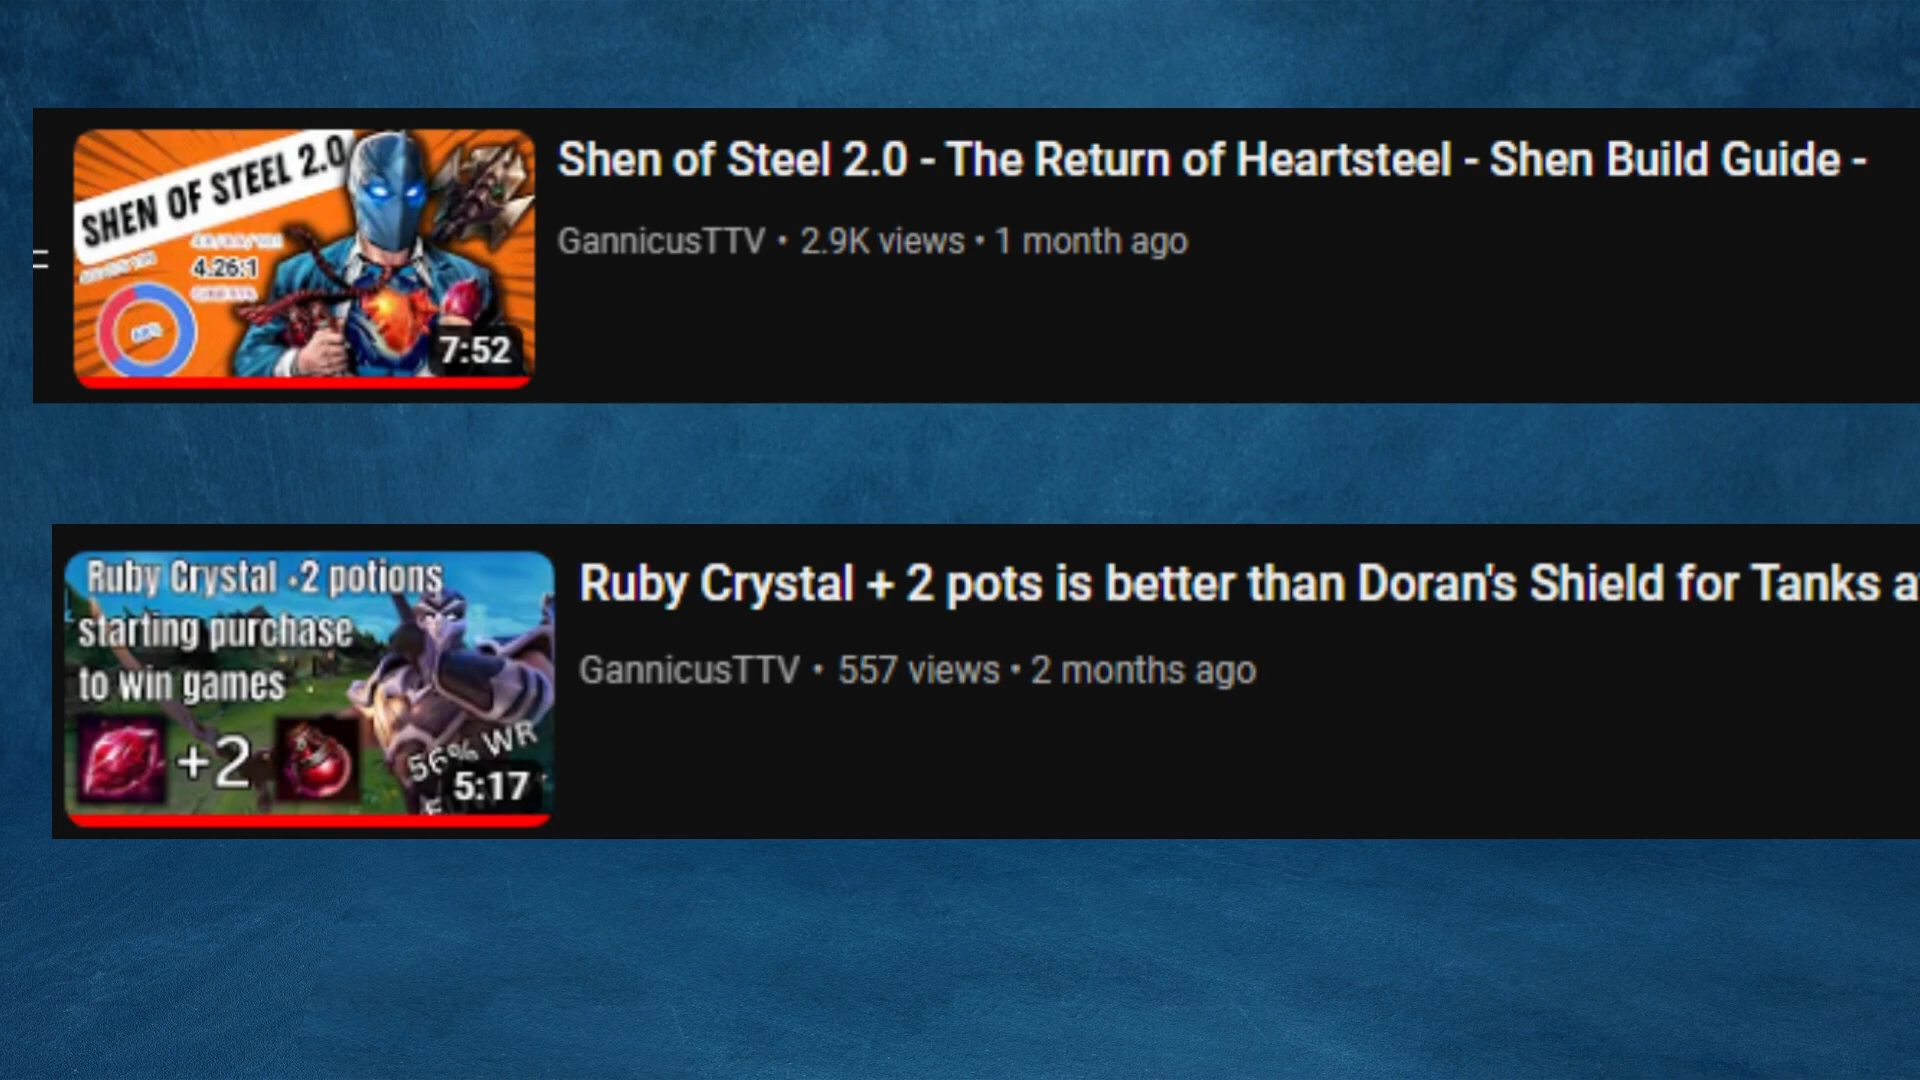 SHEN OF STEEL 2.0
4.26:1
7:52
Shen of Steel 2.0 - The Return of Heartsteel - Shen Build Guide -
GannicusTTV • 2.9K views • 1 month ago
Ruby Crystal +2 potions
starting purchase
to win games
+2
56% WR
5:17
Ruby Crystal + 2 pots is better than Doran's Shield for Tanks a
GannicusTTV • 557 views • 2 months ago